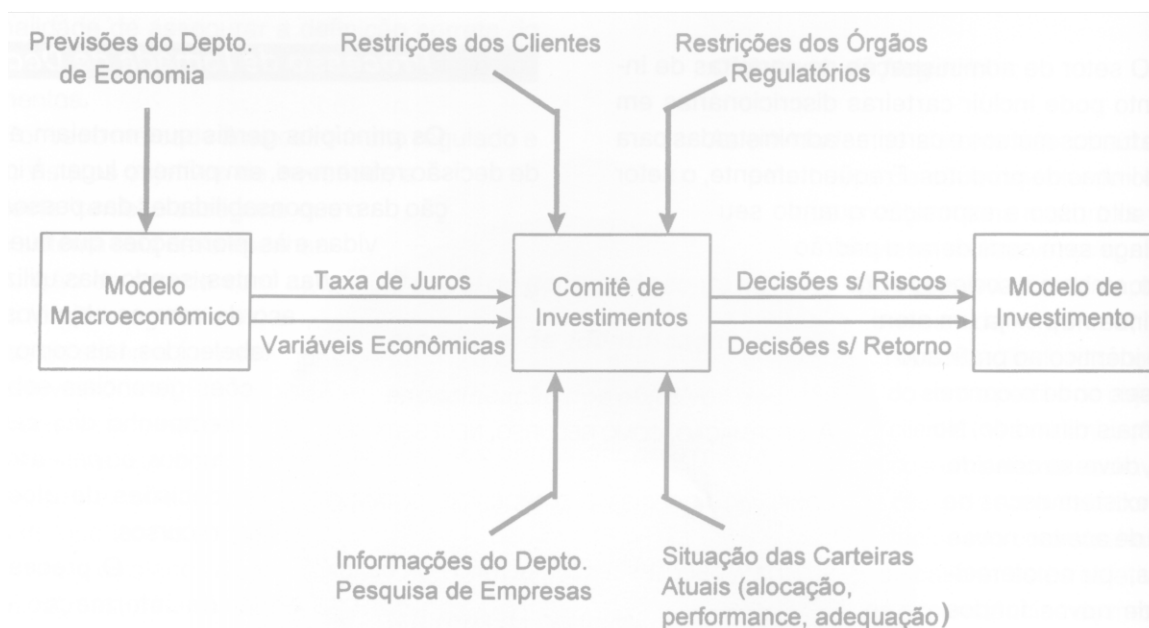 Previsões do Depto.
de Economia
Restrições dos Clientes
Restrições dos Órgãos
Regulatórios
Modelo
Macroeconômico
Taxa de Juros
Variáveis Econômicas
Comitê de
Investimentos
Decisões s/ Riscos
Decisões s/ Retorno
Modelo de
Investimento
Informações do Depto.
Pesquisa de Empresas
Situação das Carteiras
Atuais (alocação,
performance, adequação)